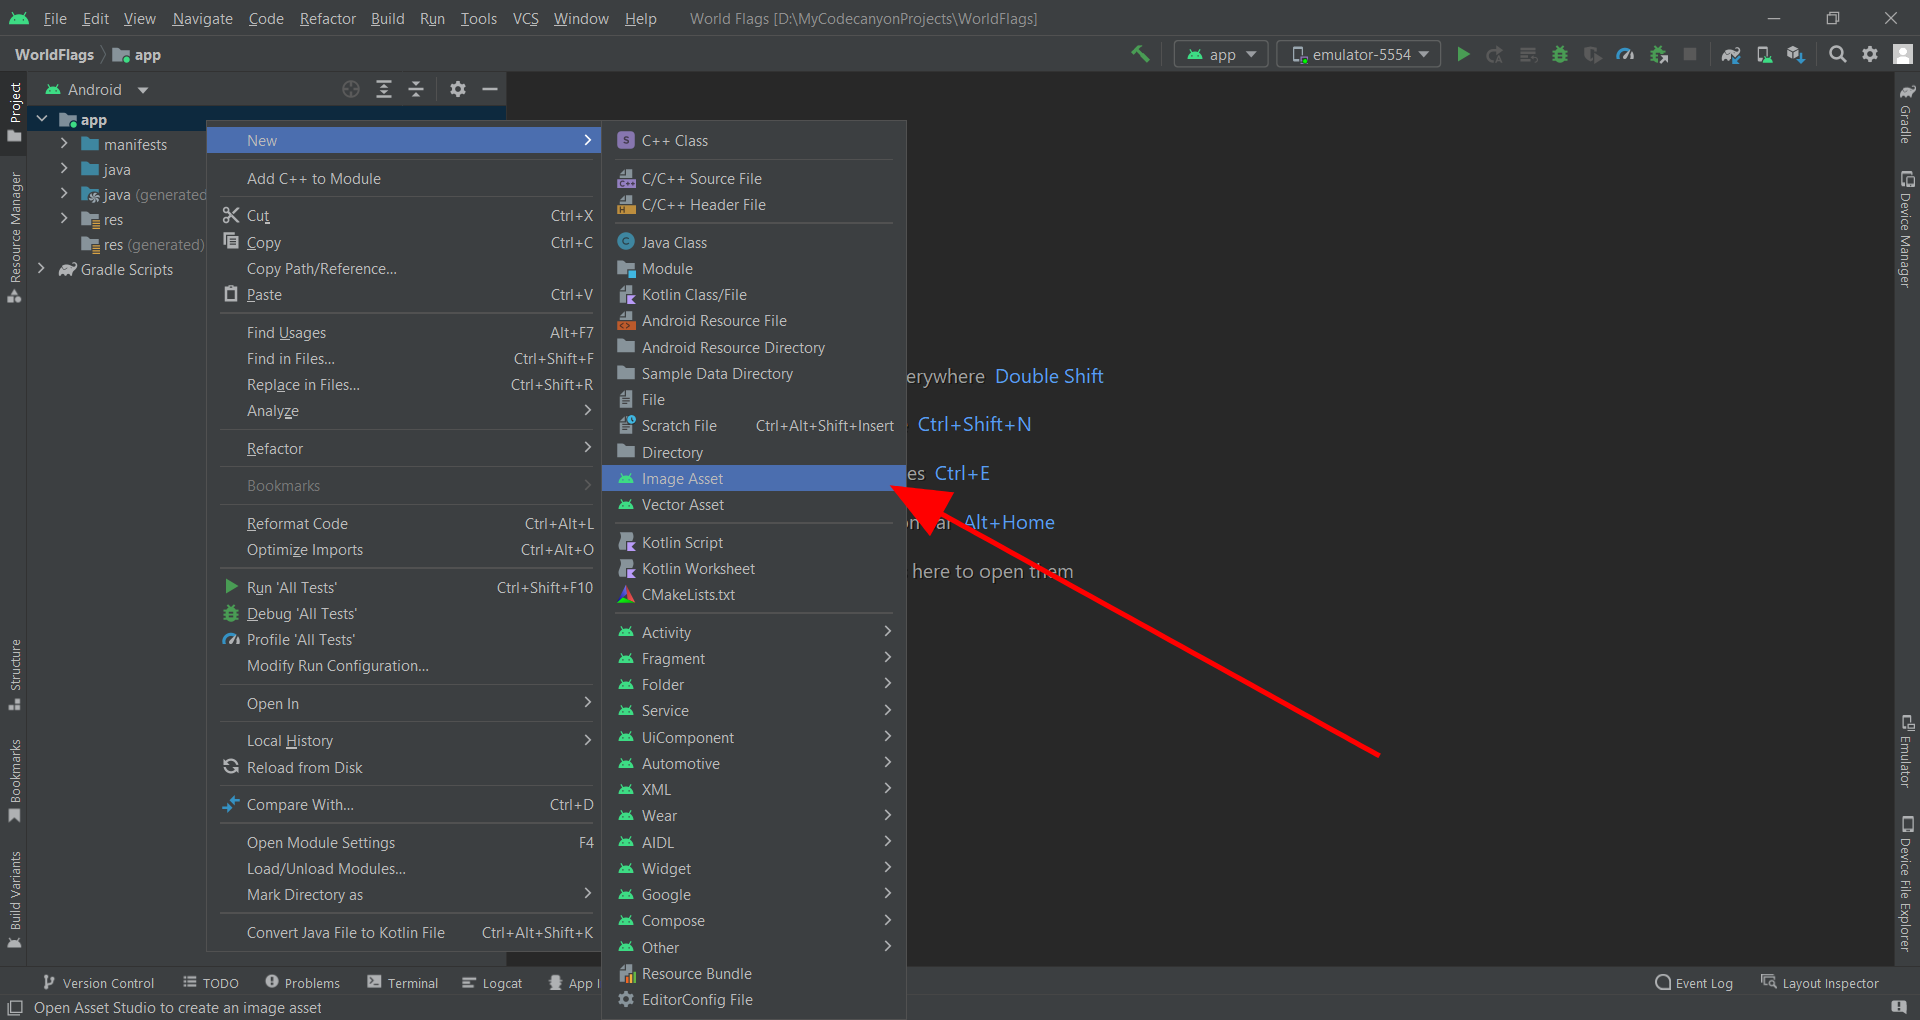 File Edit View Navigate Code Refactor Build Run Tools VCS Window Help World Flags [D:\MyCodecanyonProjects\WorldFlags]
WorldFlags app app emulator-5554
Project
Resource Manager
Structure
Bookmarks
Build Variants
Android
app
manifests
java
java (generated
res
res (generated)
Gradle Scripts
New
Add C++ to Module
Cut Ctrl+X
Copy Ctrl+C
Copy Path/Reference...
Paste Ctrl+V
Find Usages Alt+F7
Find in Files... Ctrl+Shift+F
Replace in Files... Ctrl+Shift+R
Analyze
Refactor
Bookmarks
Reformat Code Ctrl+Alt+L
Optimize Imports Ctrl+Alt+O
Run 'All Tests' Ctrl+Shift+F10
Debug 'All Tests'
Profile 'All Tests'
Modify Run Configuration...
Open In
Local History
Reload from Disk
Compare With... Ctrl+D
Open Module Settings F4
Load/Unload Modules...
Mark Directory as
Convert Java File to Kotlin File Ctrl+Alt+Shift+K
C++ Class
C/C++ Source File
C/C++ Header File
Java Class
Module
Kotlin Class/File
Android Resource File
Android Resource Directory
Sample Data Directory
File
Scratch File Ctrl+Alt+Shift+Insert
Directory
Image Asset
Vector Asset
Kotlin Script
Kotlin Worksheet
CMakeLists.txt
Activity
Fragment
Folder
Service
UiComponent
Automotive
XML
Wear
AIDL
Widget
Google
Compose
Other
Resource Bundle
EditorConfig File
erywhere Double Shift
Ctrl+Shift+N
es Ctrl+E
Alt+Home
here to open them
Gradle
Device Manager
Emulator
Device File Explorer
Version Control TODO Problems Terminal Logcat App Event Log Layout Inspector
Open Asset Studio to create an image asset